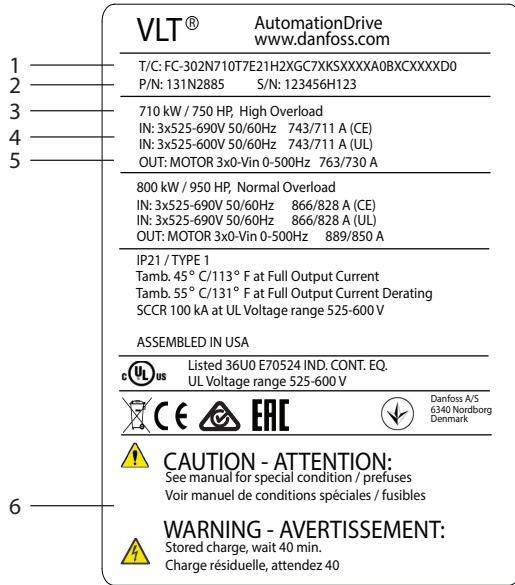 VLT® AutomationDrive
www.danfoss.com
1 T/C: FC-302N710T7E21H2XGC7XKSXXXXA0BXCXXXXD0
2 P/N: 131N2885 S/N: 123456H123
3 710 kW / 750 HP, High Overload
4 IN: 3x525-690V 50/60Hz 743/711 A (CE)
IN: 3x525-600V 50/60Hz 743/711 A (UL)
5 OUT: MOTOR 3x0-Vin 0-500Hz 763/730 A
800 kW / 950 HP, Normal Overload
IN: 3x525-690V 50/60Hz 866/828 A (CE)
IN: 3x525-690V 50/60Hz 866/828 A (UL)
OUT: MOTOR 3x0-Vin 0-500Hz 889/850 A
IP21 / TYPE 1
Tamb. 45° C/113° F at Full Output Current
Tamb. 55° C/131° F at Full Output Current Derating
SCCR 100 kA at UL Voltage range 525-600 V
ASSEMBLED IN USA
c UL us Listed 36U0 E70524 IND. CONT. EQ.
UL Voltage range 525-600 V
CE EAC
Danfoss A/S
6340 Nordborg
Denmark
CAUTION - ATTENTION:
See manual for special condition / prefuses
Voir manuel de conditions spéciales / fusibles
6
WARNING - AVERTISSEMENT:
Stored charge, wait 40 min.
Charge résiduelle, attendez 40